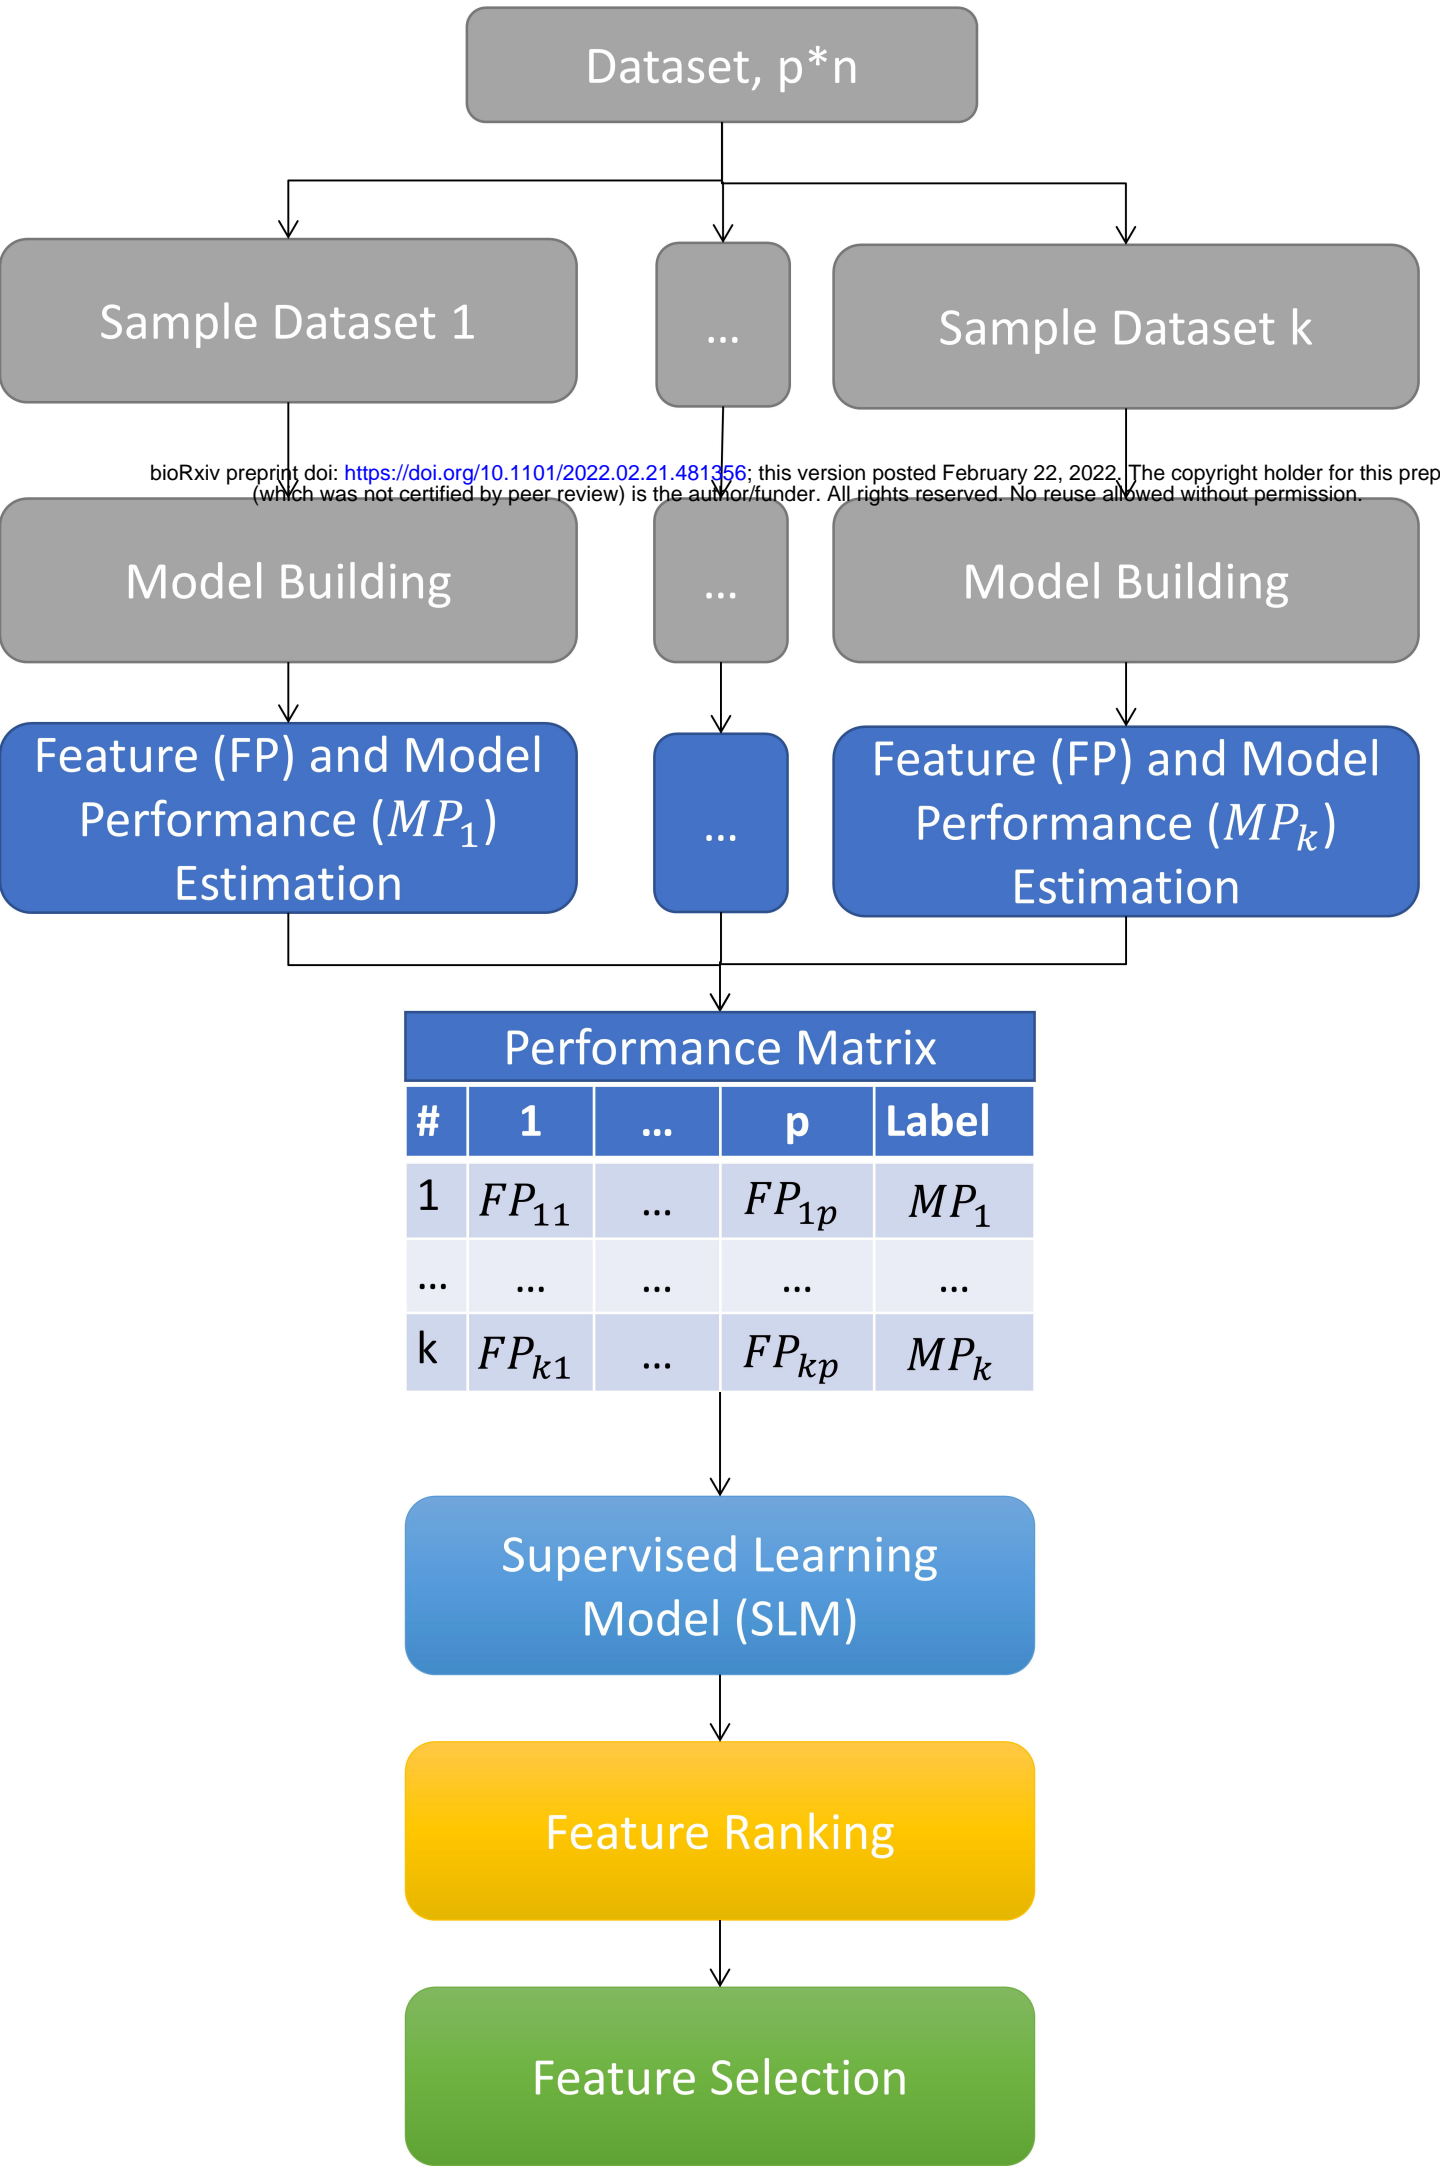 Dataset, p*n
Sample Dataset 1
...
Sample Dataset k
bioRxiv preprint doi: https://doi.org/10.1101/2022.02.21.481356; this version posted February 22, 2022. The copyright holder for this prep
(which was not certified by peer review) is the author/funder. All rights reserved. No reuse allowed without permission.
Model Building
...
Model Building
Feature (FP) and Model
Performance (MP₁)
Estimation
...
Feature (FP) and Model
Performance (MPₖ)
Estimation
Performance Matrix
# 1 ... p Label
1 FP₁₁ ... FP₁ₚ MP₁
... ... ... ... ...
k FPₖ₁ ... FPₖₚ MPₖ
Supervised Learning
Model (SLM)
Feature Ranking
Feature Selection